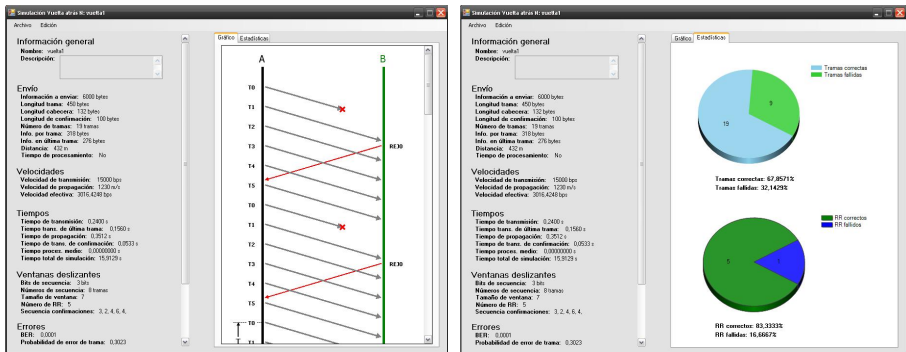 Simulación Vuelta atrás N: vuelta1
Archivo Edición
Información general
Nombre: vuelta1
Descripción:
Envío
Información a enviar: 6000 bytes
Longitud trama: 450 bytes
Longitud cabecera: 132 bytes
Longitud de confirmación: 100 bytes
Número de tramas: 19 tramas
Info. por trama: 318 bytes
Info. en última trama: 276 bytes
Distancia: 432 m
Tiempo de procesamiento: No
Velocidades
Velocidad de transmisión: 15000 bps
Velocidad de propagación: 1230 m/s
Velocidad efectiva: 3016,4248 bps
Tiempos
Tiempo de transmisión: 0,2400 s
Tiempo trans. de última trama: 0,1560 s
Tiempo de propagación: 0,3512 s
Tiempo de trans. de confirmación: 0,0533 s
Tiempo proces. medio: 0,00000000 s
Tiempo total de simulación: 15,9129 s
Ventanas deslizantes
Bits de secuencia: 3 bits
Números de secuencia: 8 tramas
Tamaño de ventana: 7
Número de RR: 5
Secuencia confirmaciones: 3, 2, 4, 6, 4,
Errores
BER: 0,0001
Probabilidad de error de trama: 0,3023
Gráfico Estadísticas
A B
T0
T1
T2
T3 REJ0
T4
T5
T0
T1
T2
T3 REJ0
T4
T5
T0
T T1
Simulación Vuelta atrás N: vuelta1
Archivo Edición
Información general
Nombre: vuelta1
Descripción:
Envío
Información a enviar: 6000 bytes
Longitud trama: 450 bytes
Longitud cabecera: 132 bytes
Longitud de confirmación: 100 bytes
Número de tramas: 19 tramas
Info. por trama: 318 bytes
Info. en última trama: 276 bytes
Distancia: 432 m
Tiempo de procesamiento: No
Velocidades
Velocidad de transmisión: 15000 bps
Velocidad de propagación: 1230 m/s
Velocidad efectiva: 3016,4248 bps
Tiempos
Tiempo de transmisión: 0,2400 s
Tiempo trans. de última trama: 0,1560 s
Tiempo de propagación: 0,3512 s
Tiempo de trans. de confirmación: 0,0533 s
Tiempo proces. medio: 0,00000000 s
Tiempo total de simulación: 15,9129 s
Ventanas deslizantes
Bits de secuencia: 3 bits
Números de secuencia: 8 tramas
Tamaño de ventana: 7
Número de RR: 5
Secuencia confirmaciones: 3, 2, 4, 6, 4,
Errores
BER: 0,0001
Probabilidad de error de trama: 0,3023
Gráfico Estadísticas
Tramas correctas
Tramas fallidas
9
19
Tramas correctas: 67,8571%
Tramas fallidas: 32,1429%
RR correctos
RR fallidos
5 1
RR correctos: 83,3333%
RR fallidas: 16,6667%